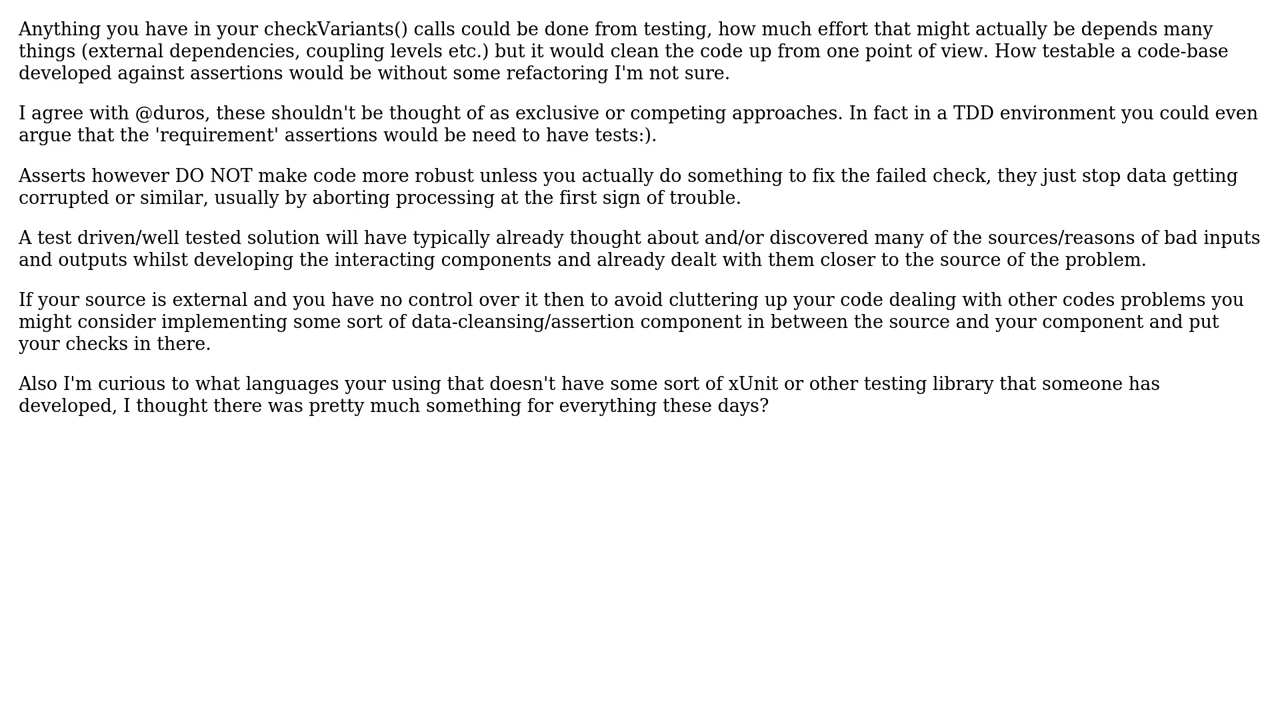 Anything you have in your checkVariants() calls could be done from testing, how much effort that might actually be depends many
things (external dependencies, coupling levels etc.) but it would clean the code up from one point of view. How testable a code-base
developed against assertions would be without some refactoring I'm not sure.
I agree with @duros, these shouldn't be thought of as exclusive or competing approaches. In fact in a TDD environment you could even
argue that the 'requirement' assertions would be need to have tests:).
Asserts however DO NOT make code more robust unless you actually do something to fix the failed check, they just stop data getting
corrupted or similar, usually by aborting processing at the first sign of trouble.
A test driven/well tested solution will have typically already thought about and/or discovered many of the sources/reasons of bad inputs
and outputs whilst developing the interacting components and already dealt with them closer to the source of the problem.
If your source is external and you have no control over it then to avoid cluttering up your code dealing with other codes problems you
might consider implementing some sort of data-cleansing/assertion component in between the source and your component and put
your checks in there.
Also I'm curious to what languages your using that doesn't have some sort of xUnit or other testing library that someone has
developed, I thought there was pretty much something for everything these days?